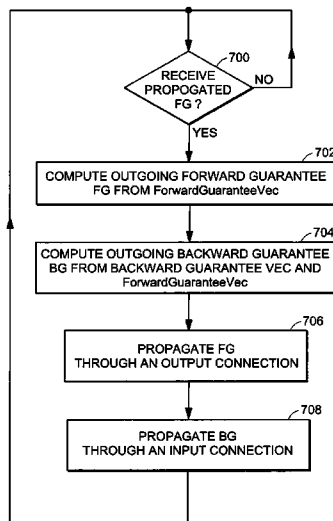 700
RECEIVE
PROPOGATED
FG ?
NO
YES
702
COMPUTE OUTGOING FORWARD GUARANTEE
FG FROM ForwardGuaranteeVec
704
COMPUTE OUTGOING BACKWARD GUARANTEE
BG FROM BACKWARD GUARANTEE VEC AND
ForwardGuaranteeVec
706
PROPAGATE FG
THROUGH AN OUTPUT CONNECTION
708
PROPAGATE BG
THROUGH AN INPUT CONNECTION